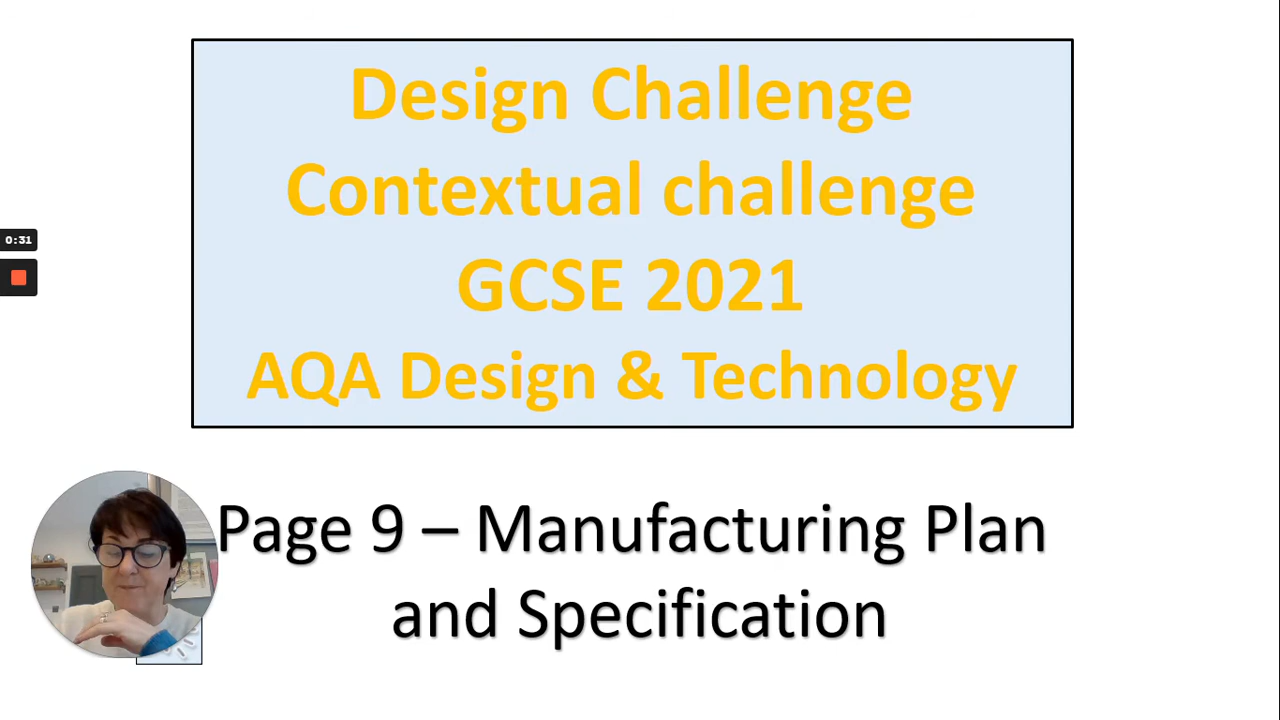 Design Challenge
Contextual challenge
GCSE 2021
AQA Design & Technology
0:31
Page 9 – Manufacturing Plan
and Specification